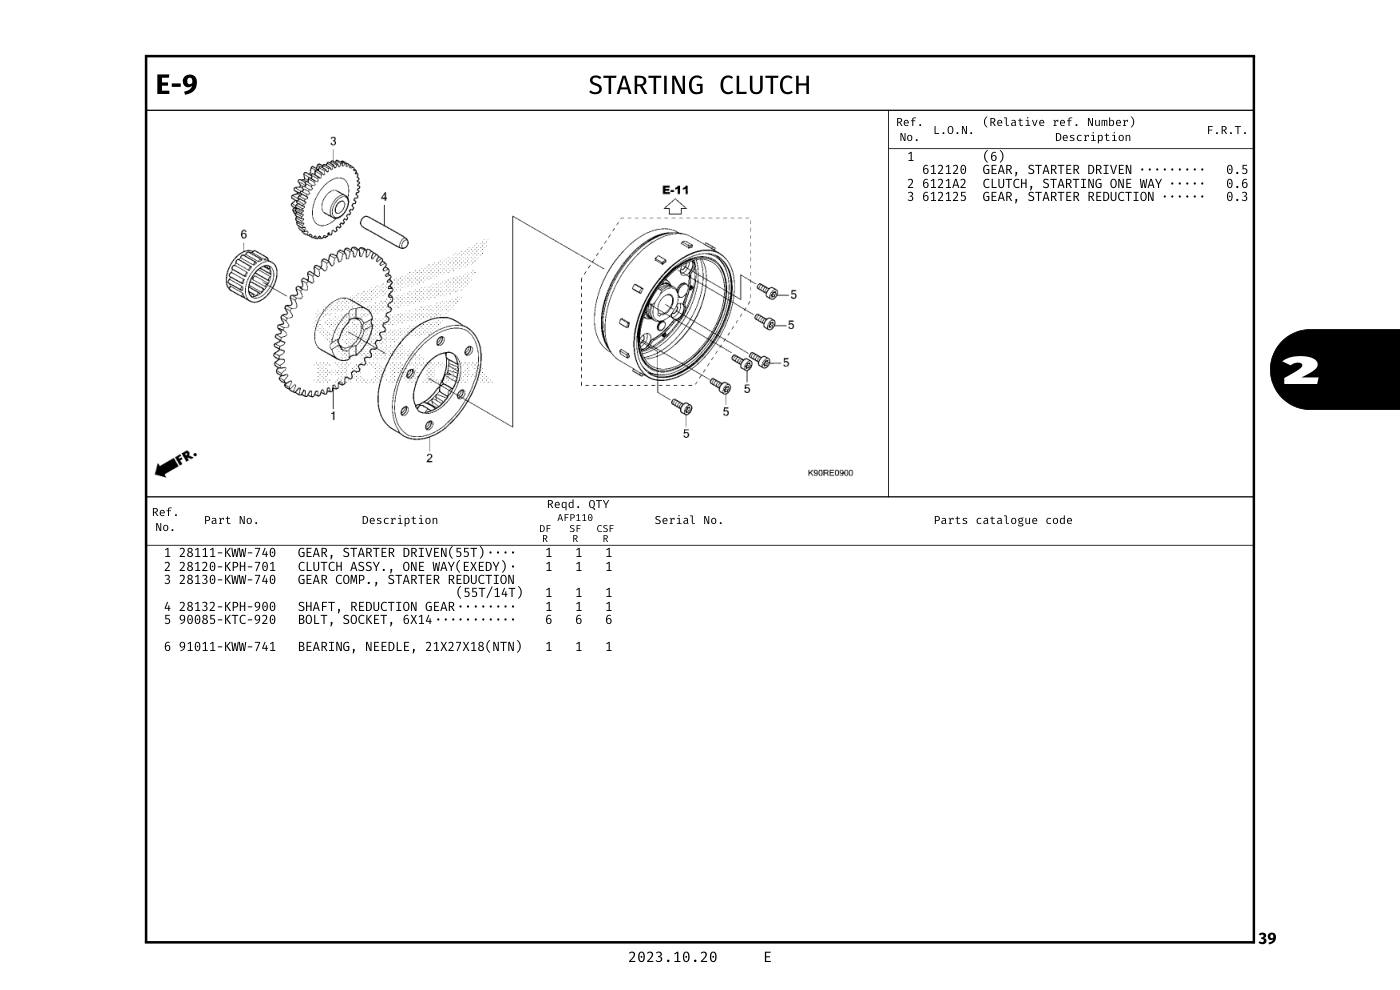 E-9
STARTING CLUTCH
3
4
6
E-11
5
5
5
5
5
5
1
2
FR.
K90RE0900
Ref. No. L.O.N. (Relative ref. Number) Description F.R.T.
1 (6)
612120 GEAR, STARTER DRIVEN ········· 0.5
2 6121A2 CLUTCH, STARTING ONE WAY ····· 0.6
3 612125 GEAR, STARTER REDUCTION ······ 0.3
2
Ref. No. Part No. Description Reqd. QTY Serial No. Parts catalogue code
AFP110
DF SF CSF
R R R
1 28111-KWW-740 GEAR, STARTER DRIVEN(55T)···· 1 1 1
2 28120-KPH-701 CLUTCH ASSY., ONE WAY(EXEDY)· 1 1 1
3 28130-KWW-740 GEAR COMP., STARTER REDUCTION
(55T/14T) 1 1 1
4 28132-KPH-900 SHAFT, REDUCTION GEAR········ 1 1 1
5 90085-KTC-920 BOLT, SOCKET, 6X14··········· 6 6 6
6 91011-KWW-741 BEARING, NEEDLE, 21X27X18(NTN) 1 1 1
39
2023.10.20 E